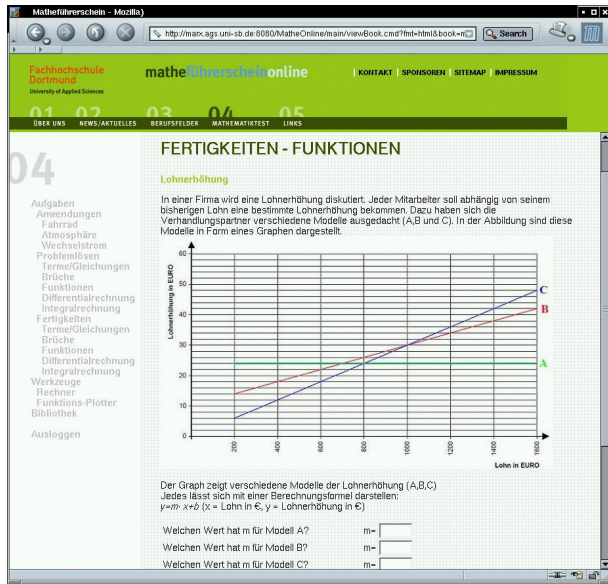 Matheführerschein - Mozilla
http://marx.ags.uni-sb.de:8080/MatheOnline/main/viewBook.cmd?fmt=html&book=m
Search
Fachhochschule
Dortmund
University of Applied Sciences
matheführerscheinonline
| KONTAKT | SPONSOREN | SITEMAP | IMPRESSUM
01 02 03 04 05
ÜBER UNS NEWS/AKTUELLES BERUFSFELDER MATHEMATIKTEST LINKS
04
Aufgaben
Anwendungen
Fahrrad
Atmosphäre
Wechselstrom
Problemlösen
Terme/Gleichungen
Brüche
Funktionen
Differentialrechnung
Integralrechnung
Fertigkeiten
Terme/Gleichungen
Brüche
Funktionen
Differentialrechnung
Integralrechnung
Werkzeuge
Rechner
Funktions-Plotter
Bibliothek
Ausloggen
FERTIGKEITEN - FUNKTIONEN
Lohnerhöhung
In einer Firma wird eine Lohnerhöhung diskutiert. Jeder Mitarbeiter soll abhängig von seinem
bisherigen Lohn eine bestimmte Lohnerhöhung bekommen. Dazu haben sich die
Verhandlungspartner verschiedene Modelle ausgedacht (A,B und C). In der Abbildung sind diese
Modelle in Form eines Graphen dargestellt.
Lohnerhöhung in EURO
60
50
40
30
20
10
0
C
B
A
200 400 600 800 1000 1200 1400 1600
Lohn in EURO
Der Graph zeigt verschiedene Modelle der Lohnerhöhung (A,B,C)
Jedes lässt sich mit einer Berechnungsformel darstellen:
y=m· x+b (x = Lohn in €, y = Lohnerhöhung in €)
Welchen Wert hat m für Modell A? m=
Welchen Wert hat m für Modell B? m=
Welchen Wert hat m für Modell C? m=